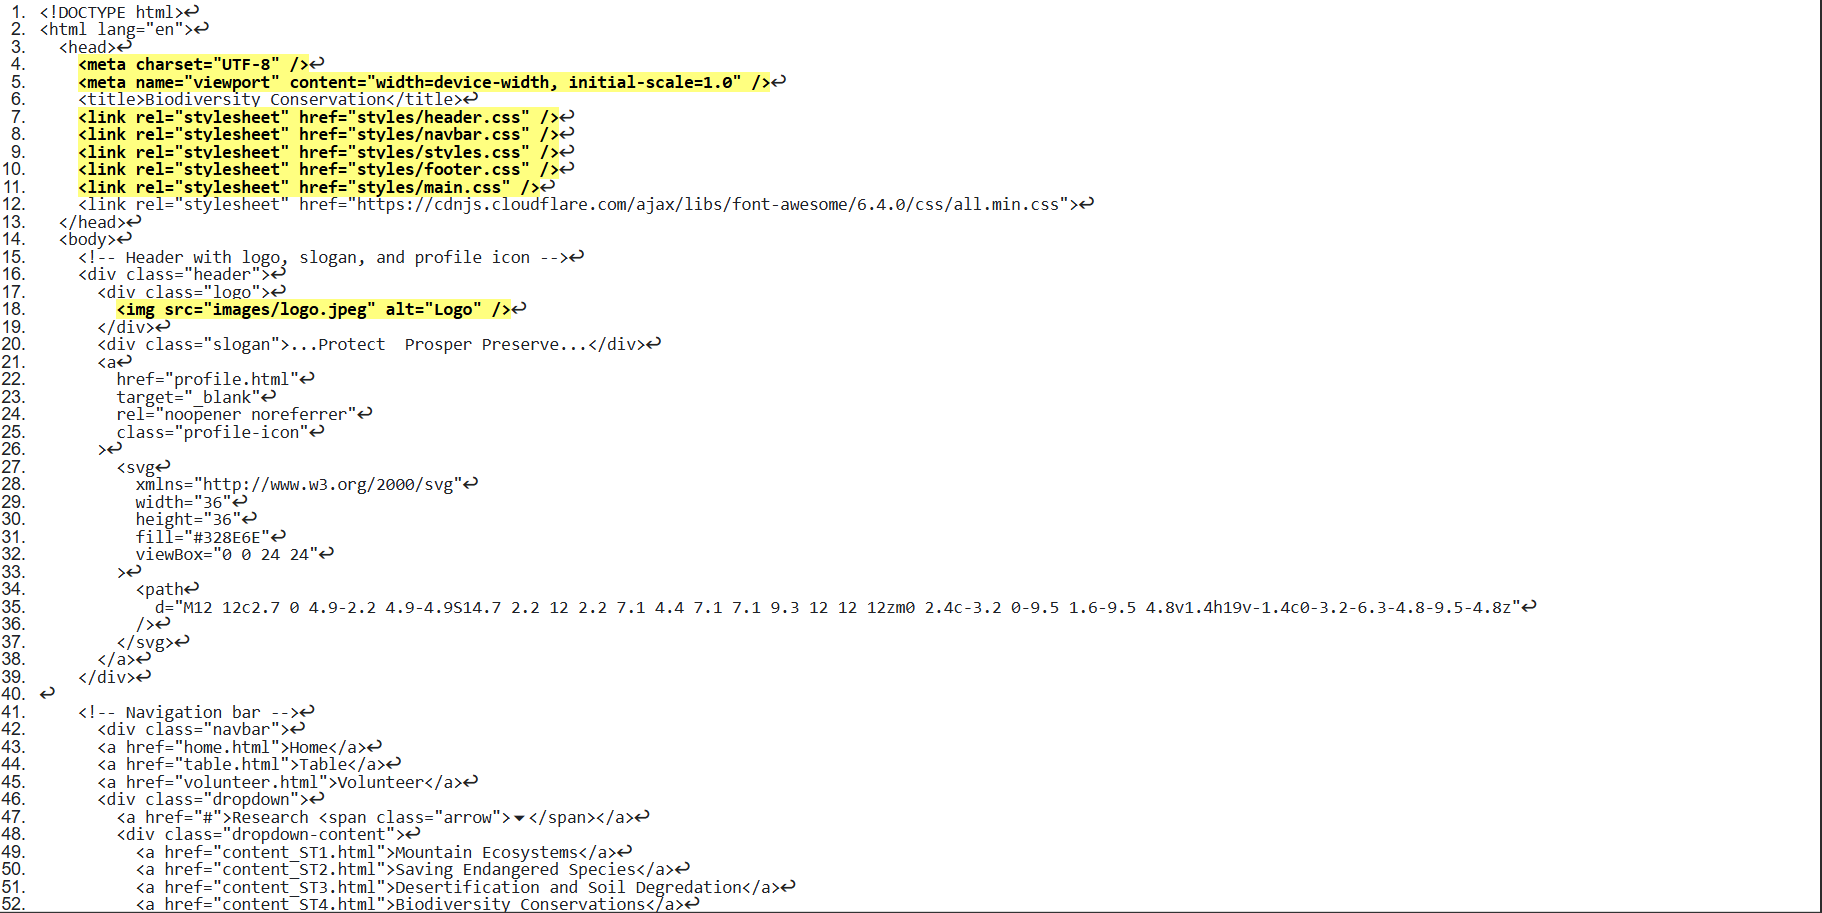 1. <!DOCTYPE html>↩
2. <html lang="en">↩
3.   <head>↩
4.     <meta charset="UTF-8" />↩
5.     <meta name="viewport" content="width=device-width, initial-scale=1.0" />↩
6.     <title>Biodiversity Conservation</title>↩
7.     <link rel="stylesheet" href="styles/header.css" />↩
8.     <link rel="stylesheet" href="styles/navbar.css" />↩
9.     <link rel="stylesheet" href="styles/styles.css" />↩
10.     <link rel="stylesheet" href="styles/footer.css" />↩
11.     <link rel="stylesheet" href="styles/main.css" />↩
12.     <link rel="stylesheet" href="https://cdnjs.cloudflare.com/ajax/libs/font-awesome/6.4.0/css/all.min.css">↩
13.   </head>↩
14.   <body>↩
15.     <!-- Header with logo, slogan, and profile icon -->↩
16.     <div class="header">↩
17.       <div class="logo">↩
18.         <img src="images/logo.jpeg" alt="Logo" />↩
19.       </div>↩
20.       <div class="slogan">...Protect  Prosper Preserve...</div>↩
21.       <a↩
22.         href="profile.html"↩
23.         target="_blank"↩
24.         rel="noopener noreferrer"↩
25.         class="profile-icon"↩
26.       >↩
27.         <svg↩
28.           xmlns="http://www.w3.org/2000/svg"↩
29.           width="36"↩
30.           height="36"↩
31.           fill="#328E6E"↩
32.           viewBox="0 0 24 24"↩
33.         >↩
34.           <path↩
35.             d="M12 12c2.7 0 4.9-2.2 4.9-4.9S14.7 2.2 12 2.2 7.1 4.4 7.1 7.1 9.3 12 12 12zm0 2.4c-3.2 0-9.5 1.6-9.5 4.8v1.4h19v-1.4c0-3.2-6.3-4.8-9.5-4.8z"↩
36.           />↩
37.         </svg>↩
38.       </a>↩
39.     </div>↩
40. ↩
41.     <!-- Navigation bar -->↩
42.       <div class="navbar">↩
43.       <a href="home.html">Home</a>↩
44.       <a href="table.html">Table</a>↩
45.       <a href="volunteer.html">Volunteer</a>↩
46.       <div class="dropdown">↩
47.         <a href="#">Research <span class="arrow">▾</span></a>↩
48.         <div class="dropdown-content">↩
49.           <a href="content_ST1.html">Mountain Ecosystems</a>↩
50.           <a href="content_ST2.html">Saving Endangered Species</a>↩
51.           <a href="content_ST3.html">Desertification and Soil Degredation</a>↩
52.           <a href="content_ST4.html">Biodiversity Conservations</a>↩